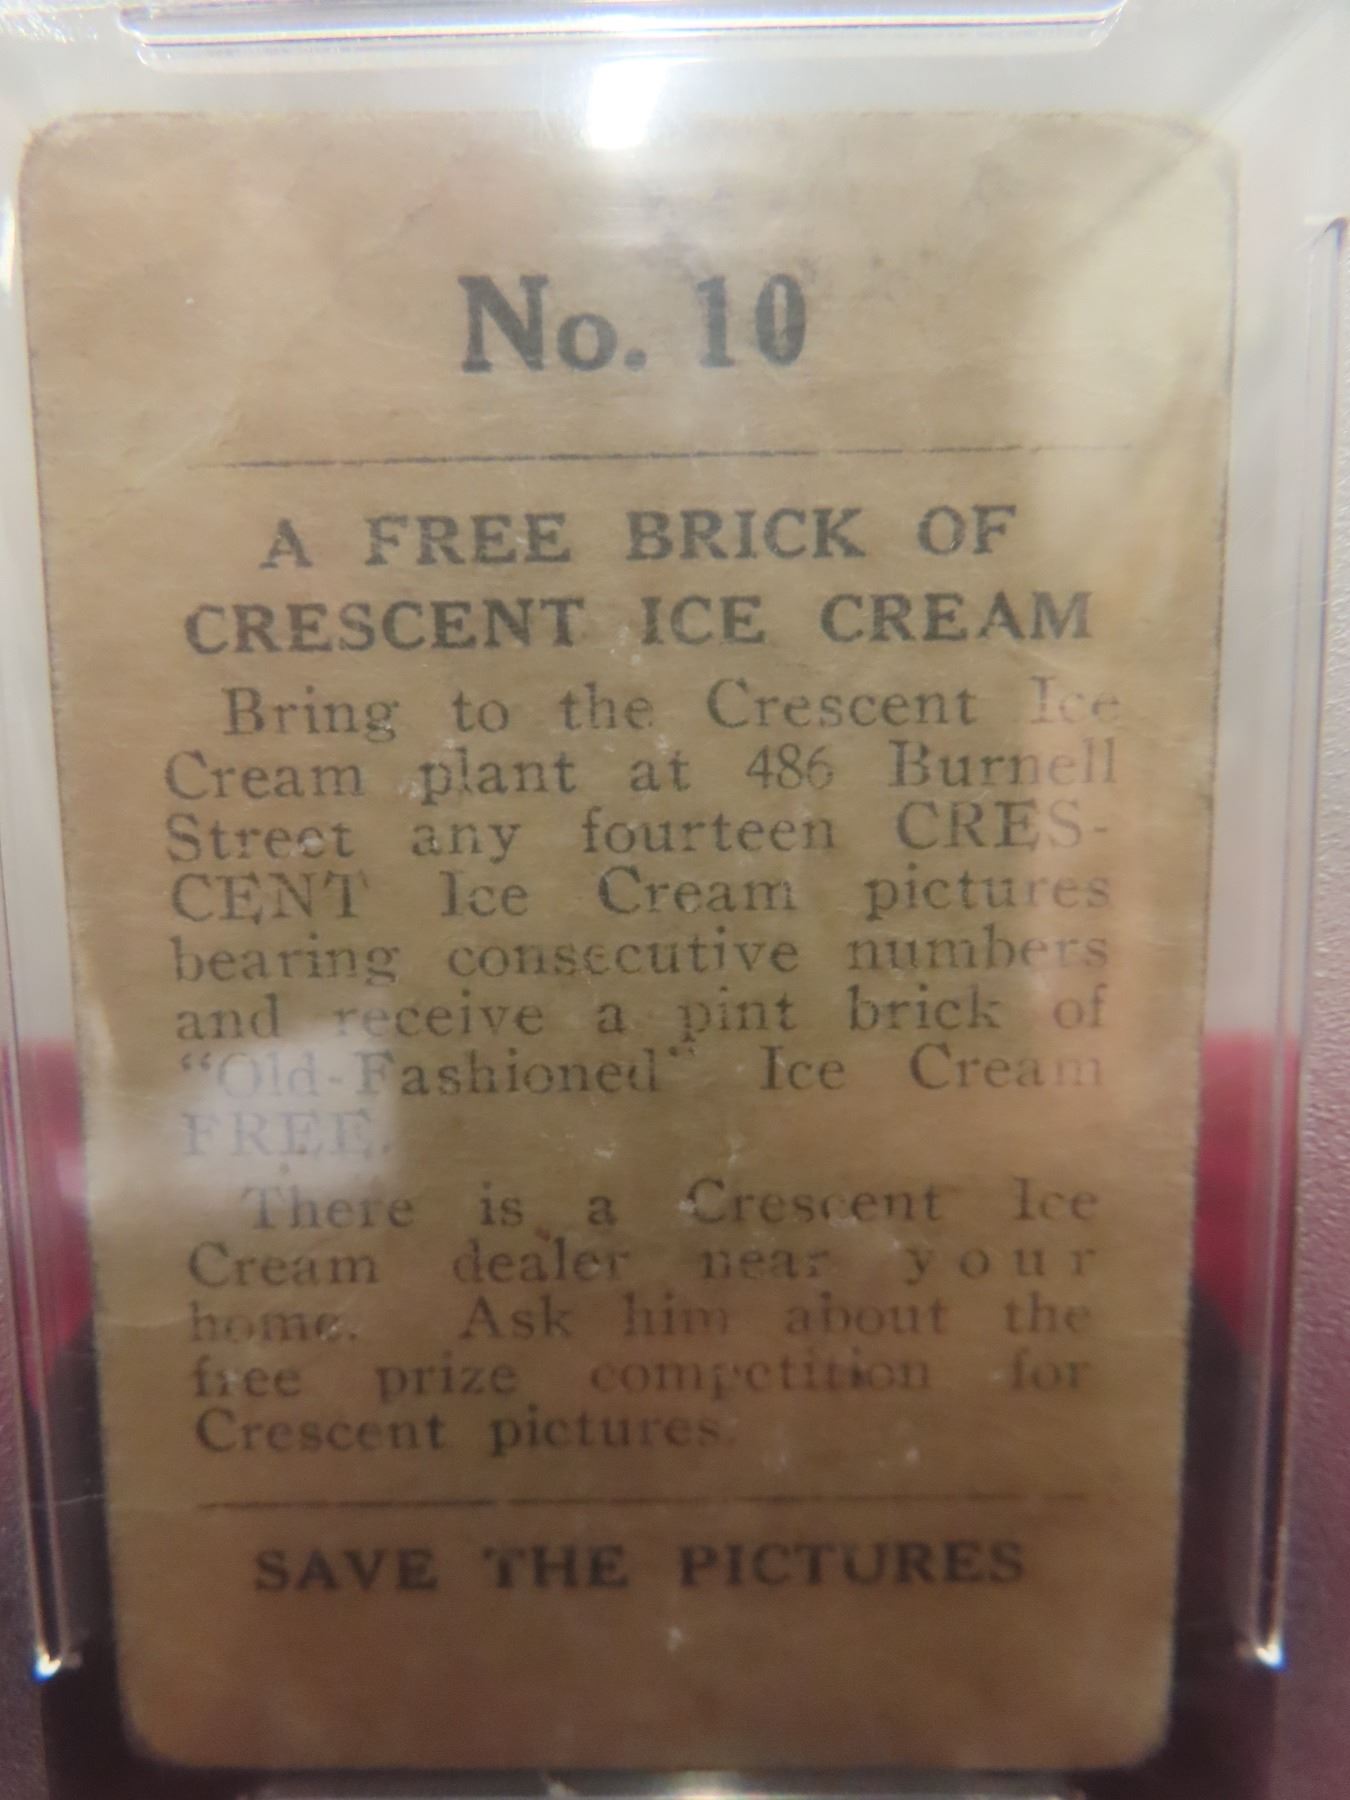 No. 10
A FREE BRICK OF
CRESCENT ICE CREAM
Bring to the Crescent Ice
Cream plant at 486 Burnell
Street any fourteen CRES-
CENT Ice Cream pictures
bearing consecutive numbers
and receive a pint brick of
"Old-Fashioned" Ice Cream
FREE.
There is a Crescent Ice
Cream dealer near your
home. Ask him about the
free prize competition for
Crescent pictures.
SAVE THE PICTURES